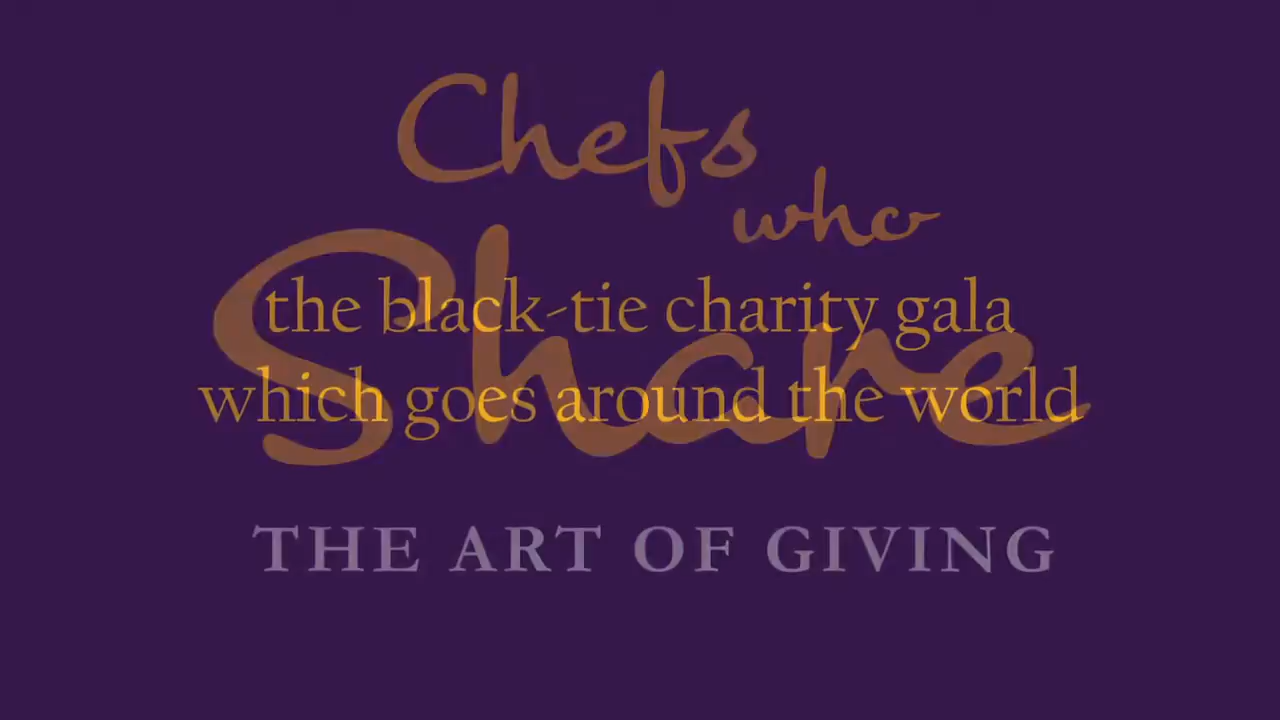 Chefs
who
Share
the black-tie charity gala
which goes around the world
THE ART OF GIVING